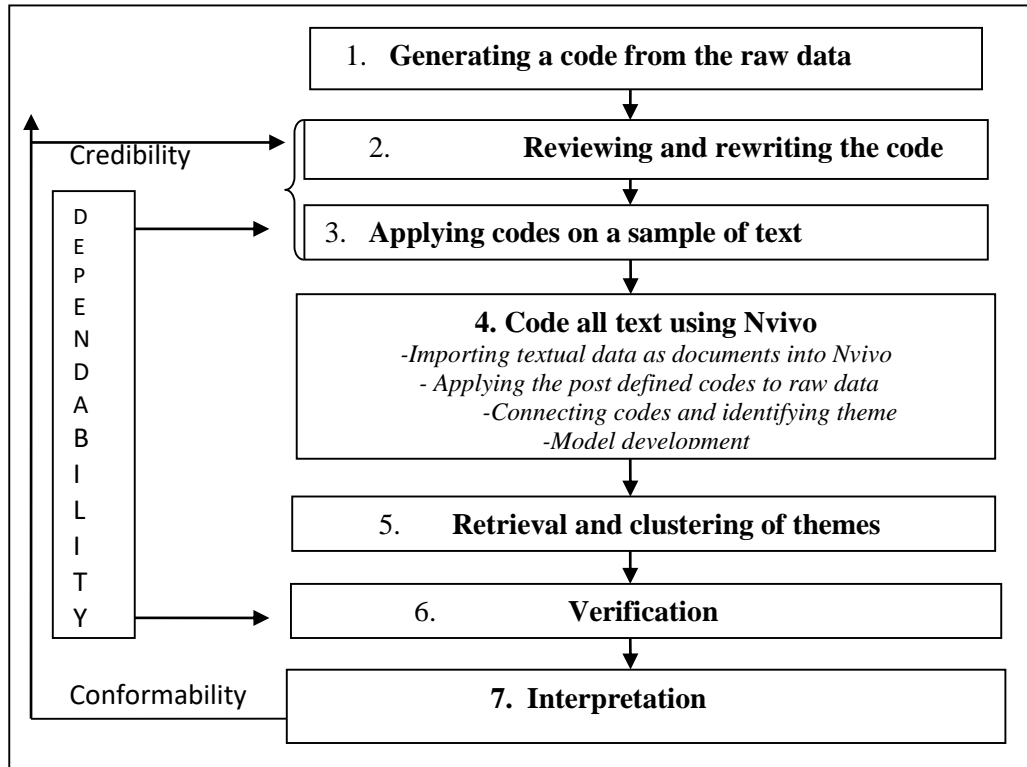 1. Generating a code from the raw data
Credibility
2. Reviewing and rewriting the code
3. Applying codes on a sample of text
DEPENDABILITY
4. Code all text using Nvivo
-Importing textual data as documents into Nvivo
- Applying the post defined codes to raw data
-Connecting codes and identifying theme
-Model development
5. Retrieval and clustering of themes
6. Verification
Conformability
7. Interpretation